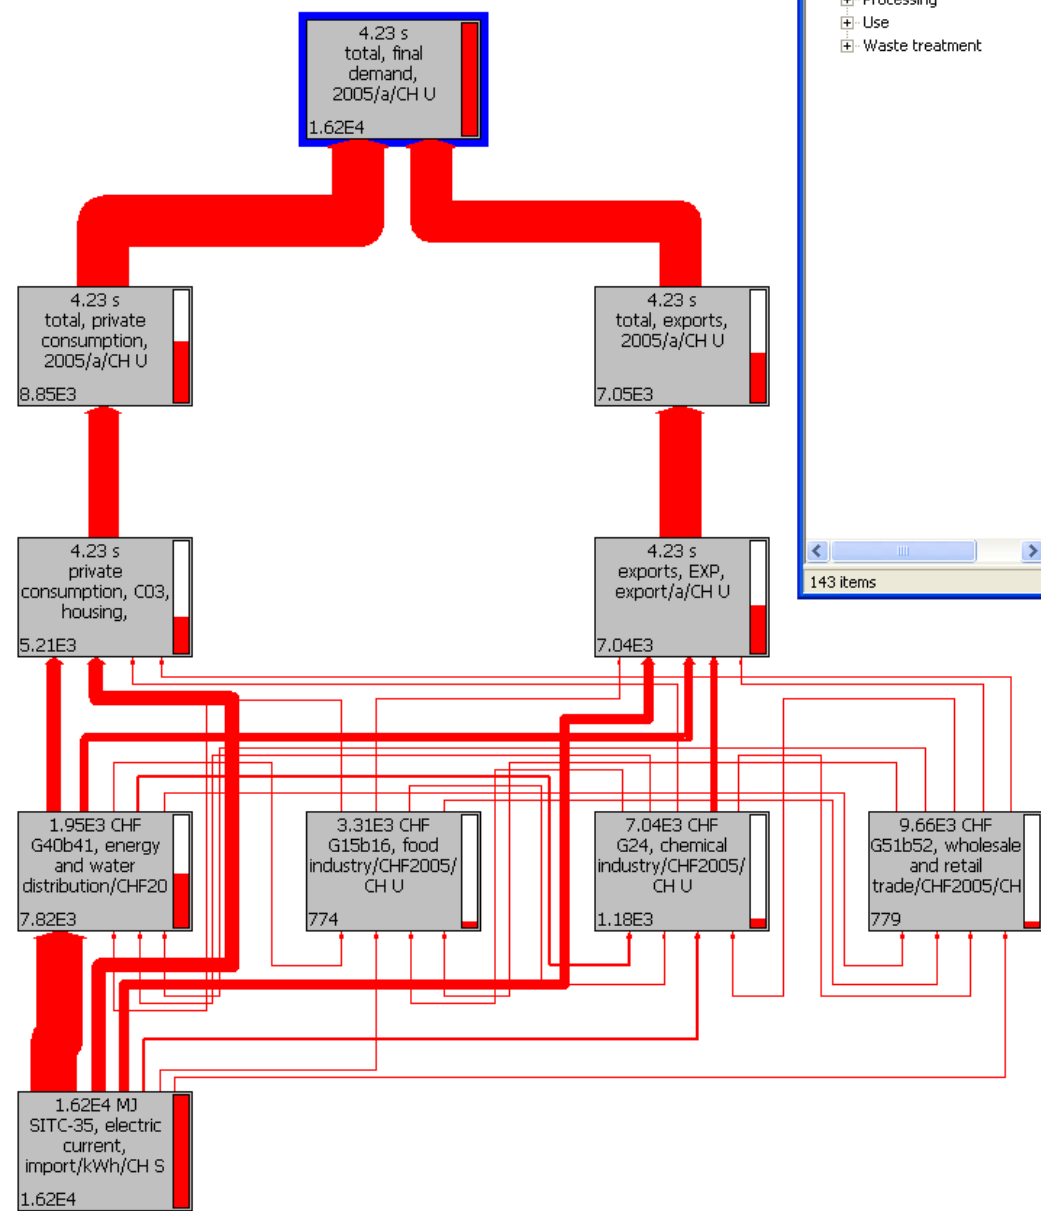 Processing
Use
Waste treatment
4.23 s
total, final
demand,
2005/a/CH U
1.62E4
4.23 s
total, private
consumption,
2005/a/CH U
8.85E3
4.23 s
total, exports,
2005/a/CH U
7.05E3
4.23 s
private
consumption, C03,
housing,
5.21E3
4.23 s
exports, EXP,
export/a/CH U
7.04E3
143 items
1.95E3 CHF
G40b41, energy
and water
distribution/CHF20
7.82E3
3.31E3 CHF
G15b16, food
industry/CHF2005/
CH U
774
7.04E3 CHF
G24, chemical
industry/CHF2005/
CH U
1.18E3
9.66E3 CHF
G51b52, wholesale
and retail
trade/CHF2005/CH
779
1.62E4 MJ
SITC-35, electric
current,
import/kWh/CH S
1.62E4